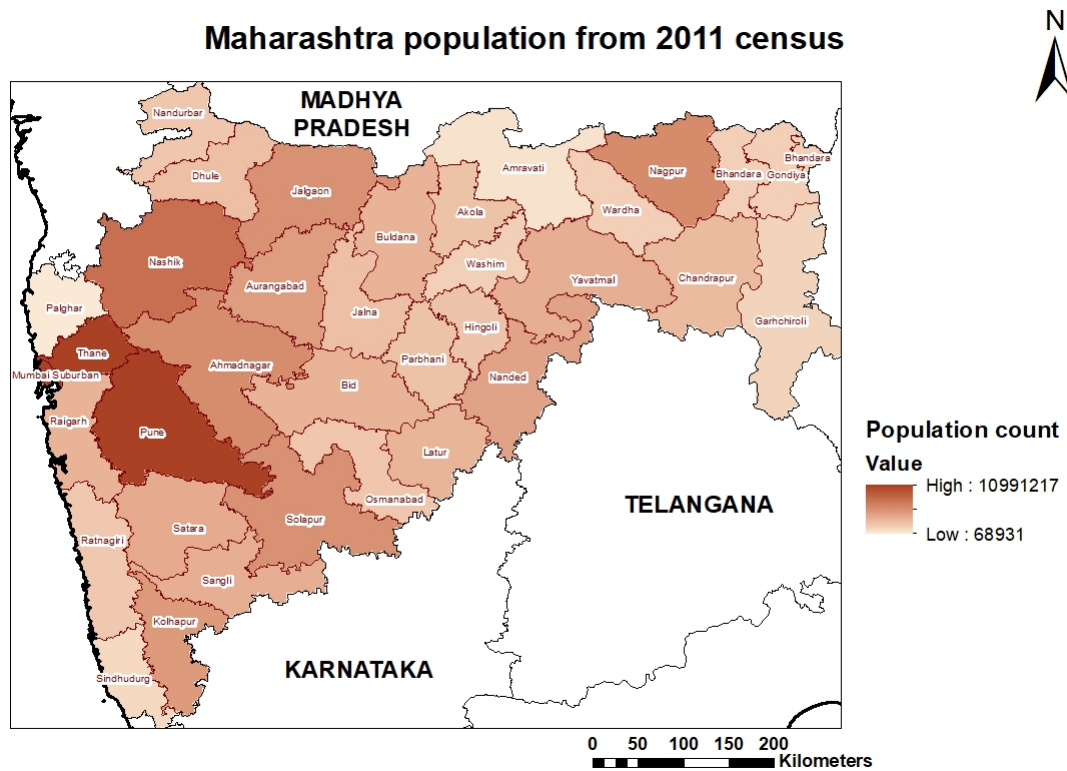 Maharashtra population from 2011 census
N
MADHYA
PRADESH
Nandurbar
Dhule
Jalgaon
Amravati
Nagpur
Bhandara
Bhandara
Gondiya
Buldana
Akola
Wardha
Nashik
Aurangabad
Washim
Yavatmal
Chandrapur
Palghar
Jalna
Hingoli
Garhchiroli
Thane
Ahmadnagar
Parbhani
Mumbai Suburban
Bid
Nanded
Raigarh
Pune
Latur
Osmanabad
Solapur
Satara
Ratnagiri
Sangli
Kolhapur
Sindhudurg
TELANGANA
KARNATAKA
Population count
Value
High : 10991217
Low : 68931
0 50 100 150 200
Kilometers